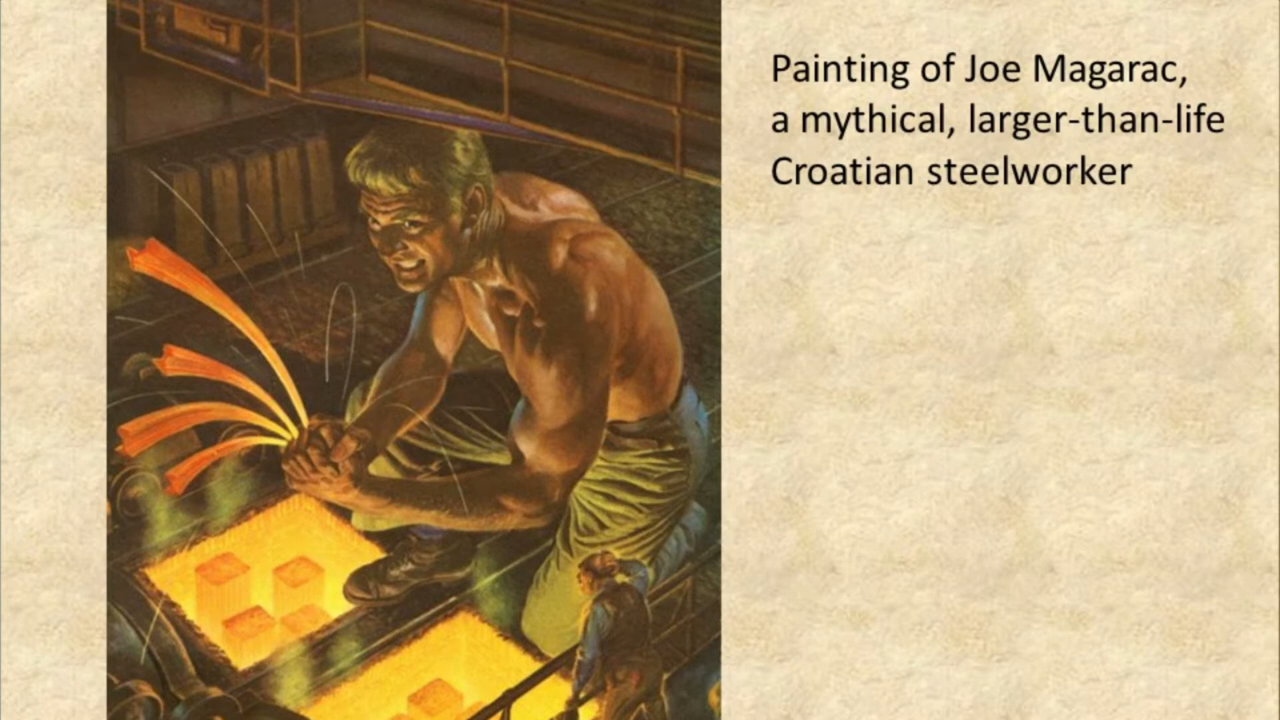 Painting of Joe Magarac,
a mythical, larger-than-life
Croatian steelworker